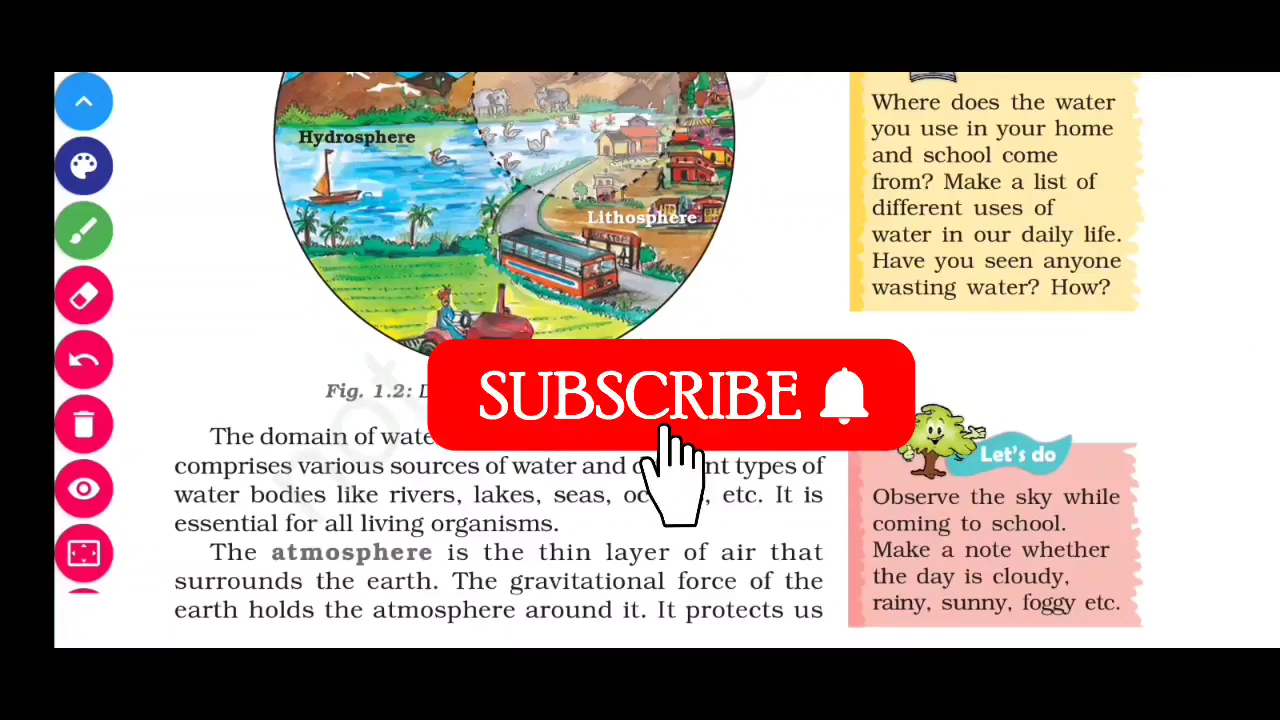 Hydrosphere
Lithosphere
Fig. 1.2:
The domain of
comprises various sources of water and types of
water bodies like rivers, lakes, seas, etc. It is
essential for all living organisms.
The atmosphere is the thin layer of air that
surrounds the earth. The gravitational force of the
earth holds the atmosphere around it. It protects us
SUBSCRIBE
Where does the water
you use in your home
and school come
from? Make a list of
different uses of
water in our daily life.
Have you seen anyone
wasting water? How?
Let's do
Observe the sky while
coming to school.
Make a note whether
the day is cloudy,
rainy, sunny, foggy etc.